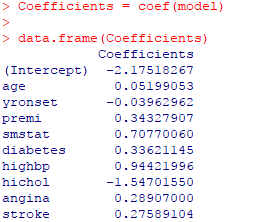 > Coefficients = coef(model)
>
> data.frame(Coefficients)
Coefficients
(Intercept) -2.17518267
age 0.05199053
yronset -0.03962962
premi 0.34327907
smstat 0.70770060
diabetes 0.33621145
highbp 0.94421996
hichol -1.54701550
angina 0.28907000
stroke 0.27589104